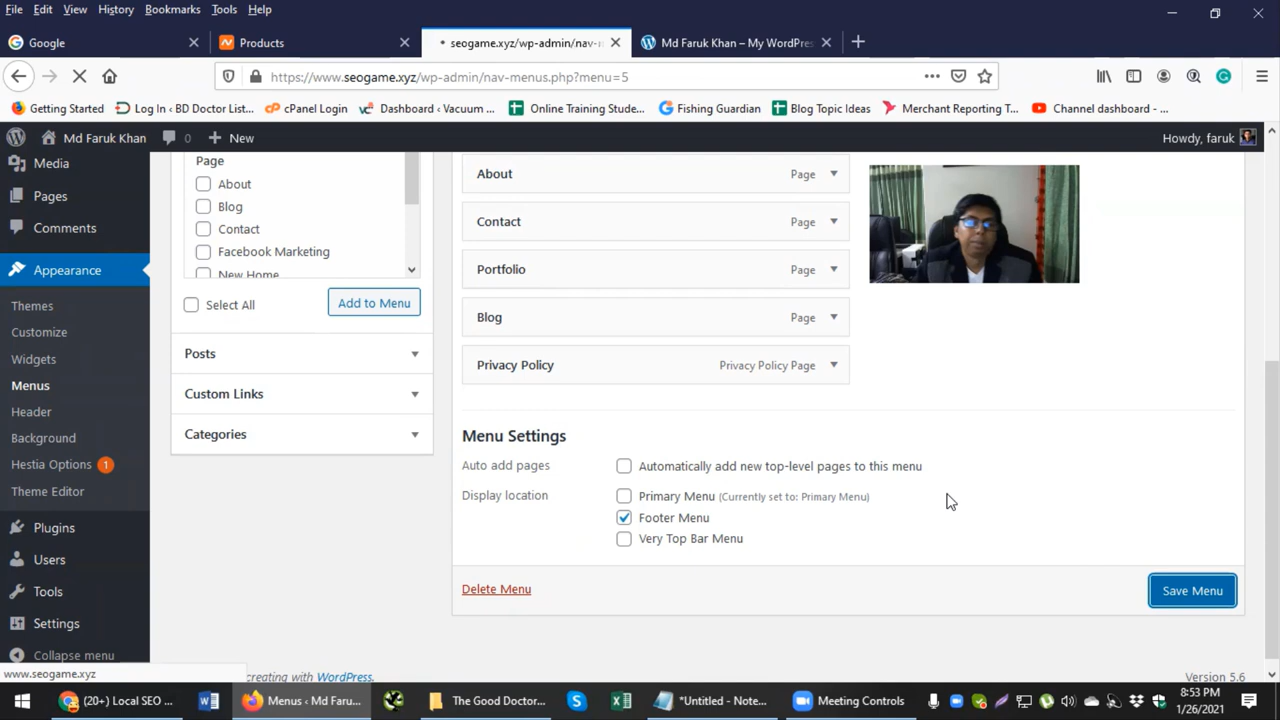 File Edit View History Bookmarks Tools Help
Google Products seogame.xyz/wp-admin/nav-n Md Faruk Khan – My WordPres
https://www.seogame.xyz/wp-admin/nav-menus.php?menu=5
Getting Started Log In ‹ BD Doctor List... cPanel Login Dashboard ‹ Vacuum ... Online Training Stude... Fishing Guardian Blog Topic Ideas Merchant Reporting T... Channel dashboard - ...
Md Faruk Khan 0 New Howdy, faruk
Media
Pages
Comments
Appearance
Themes
Customize
Widgets
Menus
Header
Background
Hestia Options 1
Theme Editor
Plugins
Users
Tools
Settings
Collapse menu
Page
About
Blog
Contact
Facebook Marketing
New Home
Select All Add to Menu
Posts
Custom Links
Categories
About Page
Contact Page
Portfolio Page
Blog Page
Privacy Policy Privacy Policy Page
Menu Settings
Auto add pages Automatically add new top-level pages to this menu
Display location Primary Menu (Currently set to: Primary Menu)
Footer Menu
Very Top Bar Menu
Delete Menu Save Menu
www.seogame.xyz creating with WordPress. Version 5.6
(20+) Local SEO ... Menus ‹ Md Faru... The Good Doctor... *Untitled - Note... Meeting Controls
8:53 PM
1/26/2021